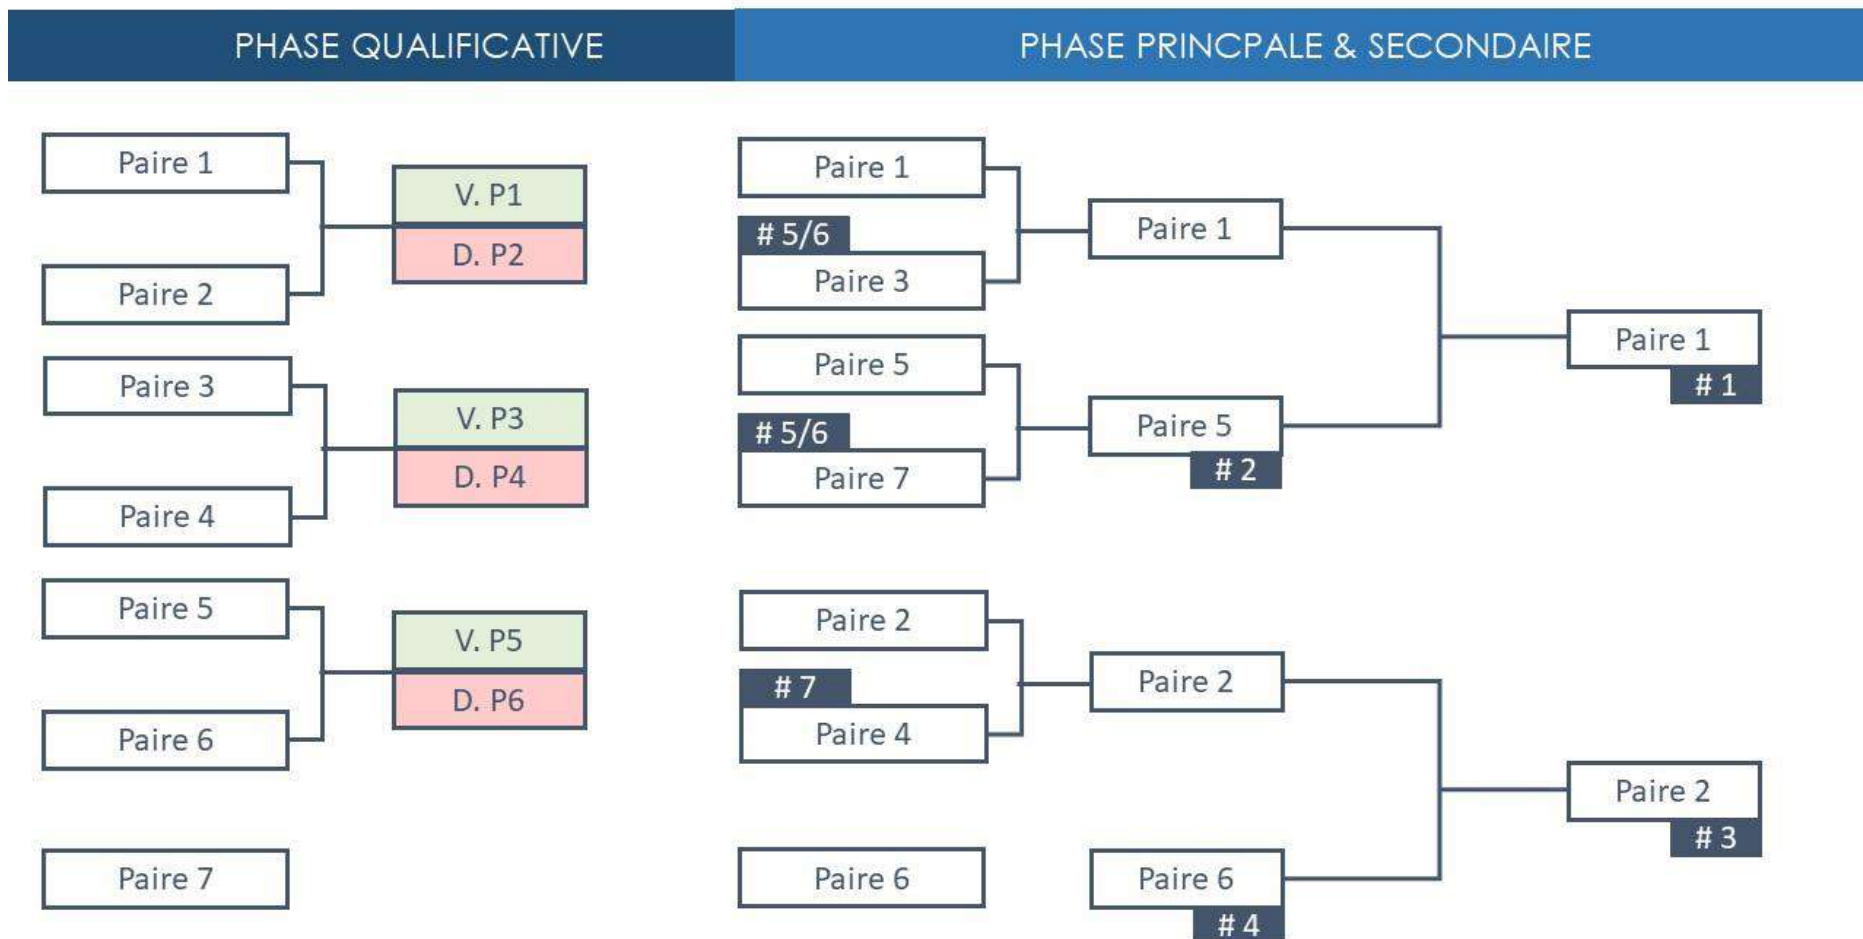 PHASE QUALIFICATIVE
PHASE PRINCPALE & SECONDAIRE
Paire 1
V. P1
D. P2
Paire 2
Paire 3
V. P3
D. P4
Paire 4
Paire 5
V. P5
D. P6
Paire 6
Paire 7
Paire 1
# 5/6
Paire 3
Paire 5
# 5/6
Paire 7
Paire 1
Paire 5
# 2
Paire 1
# 1
Paire 2
# 7
Paire 4
Paire 6
Paire 2
Paire 6
# 4
Paire 2
# 3